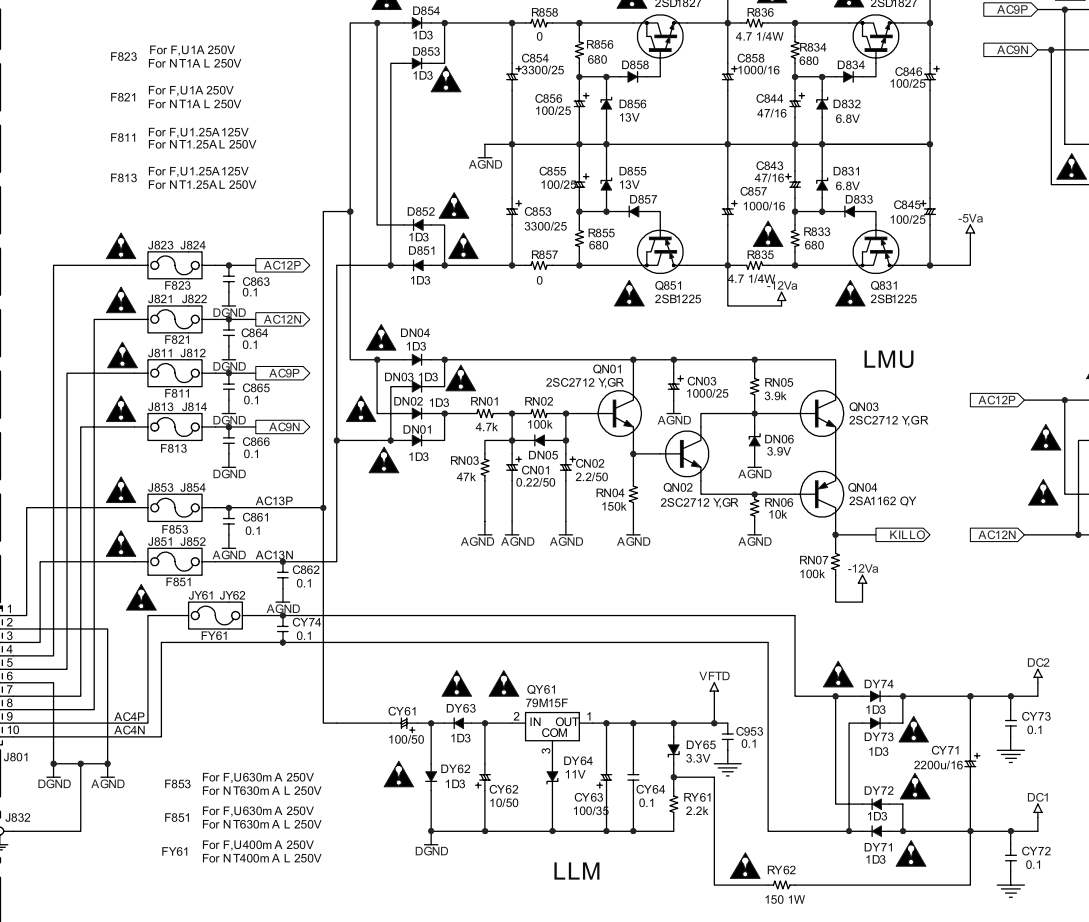 F823 For F,U1A 250V
For NT1A L 250V
F821 For F,U1A 250V
For NT1A L 250V
F811 For F,U1.25A125V
For NT1.25AL 250V
F813 For F,U1.25A125V
For NT1.25AL 250V
D854
1D3
D853
1D3
R858
0
C854
3300/25
R856
680
D858
C856
100/25
D856
13V
2SD1827
R836
4.7 1/4W
C858
1000/16
R834
680
D834
C844
47/16
D832
6.8V
2SD1827
C846
100/25
AC9P
AC9N
AGND
C855
100/25
D855
13V
D857
C853
3300/25
R855
680
R857
0
D852
1D3
D851
1D3
Q851
2SB1225
C843
47/16
C857
1000/16
D831
6.8V
D833
R833
680
R835
4.7 1/4W
-12Va
C845
100/25
-5Va
Q831
2SB1225
J823 J824
F823
AC12P
C863
0.1
DGND
J821 J822
F821
AC12N
C864
0.1
DGND
J811 J812
F811
AC9P
C865
0.1
DGND
J813 J814
F813
AC9N
C866
0.1
DGND
J853 J854
F853
AC13P
C861
0.1
AGND
J851 J852
F851
AC13N
C862
0.1
AGND
JY61 JY62
FY61
CY74
0.1
DN04
1D3
DN03 1D3
DN02 1D3
DN01
1D3
RN01
4.7k
RN02
100k
DN05
RN03
47k
CN01
0.22/50
CN02
2.2/50
AGND AGND AGND
QN01
2SC2712 Y,GR
CN03
1000/25
AGND
QN02
2SC2712 Y,GR
RN04
150k
AGND
RN05
3.9k
DN06
3.9V
AGND
RN06
10k
AGND
LMU
QN03
2SC2712 Y,GR
QN04
2SA1162 QY
KILLO
RN07
100k
-12Va
AC12P
AC12N
1
2
3
4
5
6
7
8
9
10
AC4P
AC4N
J801
DGND
AGND
J832
F853 For F,U630mA 250V
For NT630mA L 250V
F851 For F,U630mA 250V
For NT630mA L 250V
FY61 For F,U400mA 250V
For NT400mA L 250V
CY61
100/50
DY63
1D3
DY62
1D3
CY62
10/50
DGND
QY61
79M15F
2 IN OUT 1
COM
3
DY64
11V
CY63
100/35
CY64
0.1
VFTD
DY65
3.3V
C953
0.1
RY61
2.2k
LLM
RY62
150 1W
DY74
1D3
DY73
1D3
DY72
1D3
DY71
1D3
CY71
2200u/16
DC2
CY73
0.1
DC1
CY72
0.1